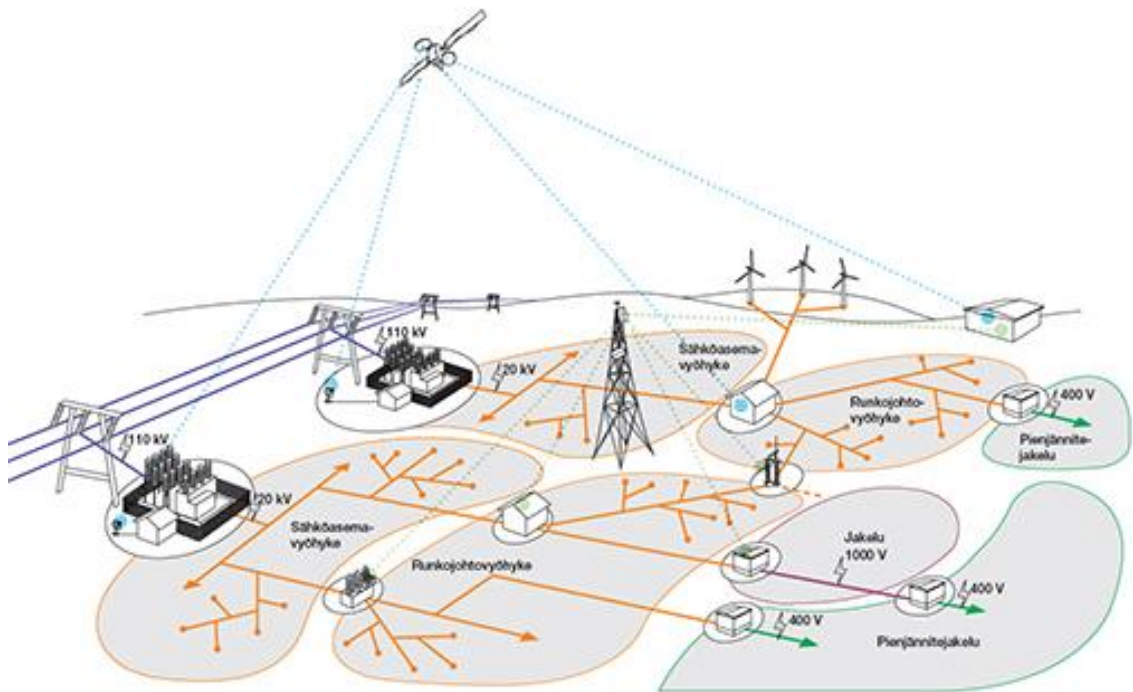 110 kV
20 kV
Sähköasema-
vyöhyke
Runkojohto-
vyöhyke
400 V
Pienjännite-
jakelu
110 kV
20 kV
Sähköasema-
vyöhyke
Runkojohtovyöhyke
Jakelu
1000 V
400 V
400 V
Pienjännitejakelu